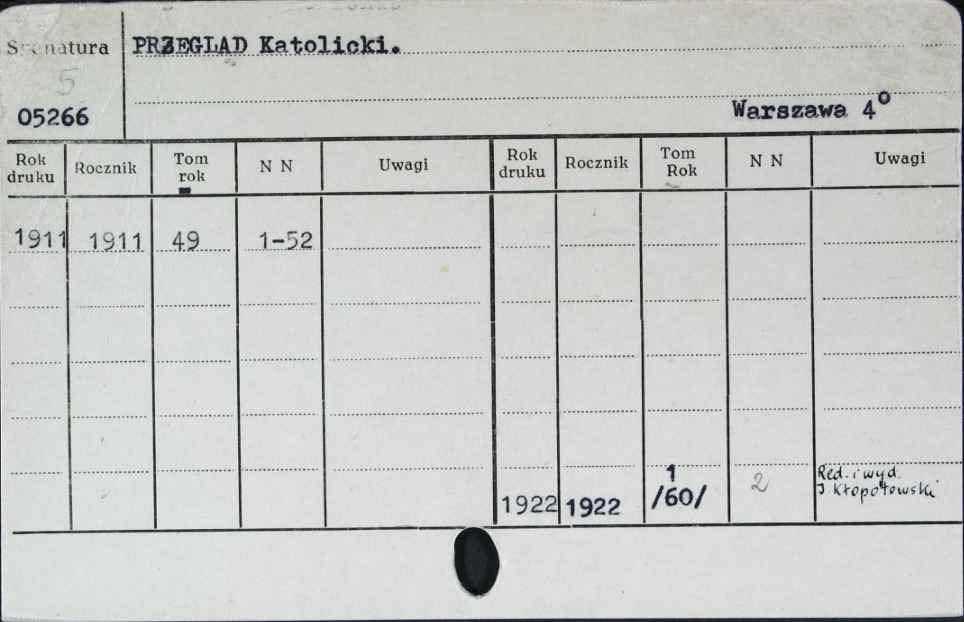 Sygnatura PRZEGLAD Katolicki.
5
05266 Warszawa 4°
Rok druku Rocznik Tom rok N N Uwagi Rok druku Rocznik Tom Rok N N Uwagi
1911 1911 49 1-52
1922 1922 1 /60/ 2 Red. i wyd. J. Kłopotowski